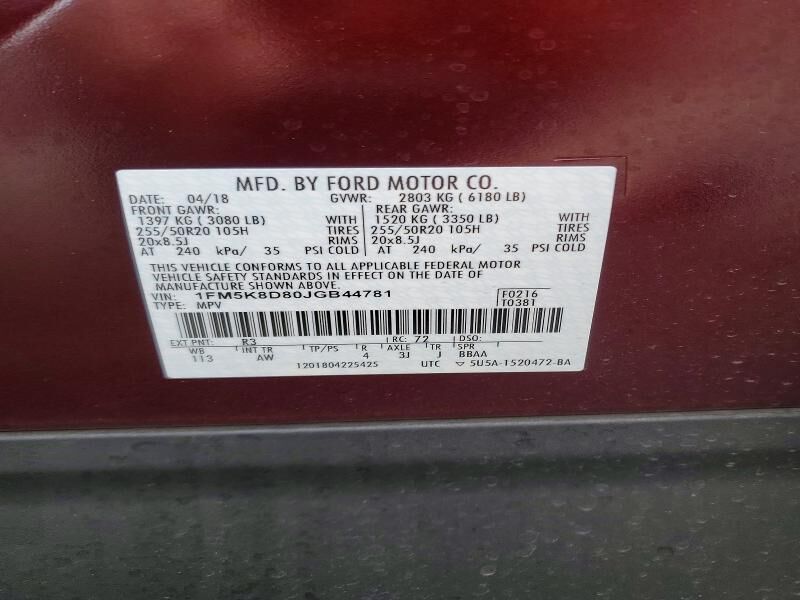 MFD. BY FORD MOTOR CO.
DATE: 04/18 GVWR: 2803 KG ( 6180 LB)
FRONT GAWR: REAR GAWR:
1397 KG ( 3080 LB) WITH 1520 KG ( 3350 LB) WITH
255/50R20 105H TIRES 255/50R20 105H TIRES
20x8.5J RIMS 20x8.5J RIMS
AT 240 kPa/ 35 PSI COLD AT 240 kPa/ 35 PSI COLD
THIS VEHICLE CONFORMS TO ALL APPLICABLE FEDERAL MOTOR
VEHICLE SAFETY STANDARDS IN EFFECT ON THE DATE OF
MANUFACTURE SHOWN ABOVE.
VIN: 1FM5K8D80JGB44781 F0216
TYPE: MPV T0381
EXT PNT: R3 RC: 72 DSO:
WB INT TR TP/PS R AXLE TR SPR
113 AW 4 3J J BBAA
1201804225425 UTC ▽ 5U5A-1520472-BA